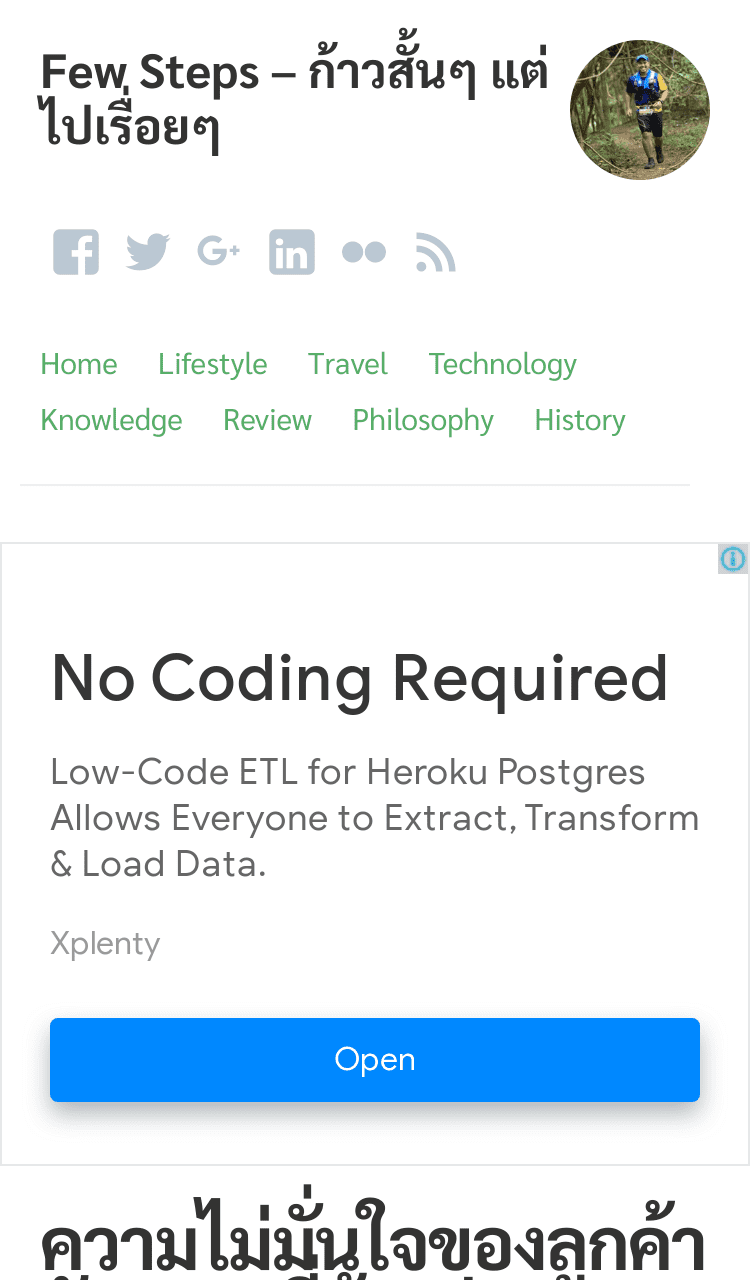 Few Steps – ก้าวสั้นๆ แต่
ไปเรื่อยๆ
Home Lifestyle Travel Technology
Knowledge Review Philosophy History
No Coding Required
Low-Code ETL for Heroku Postgres
Allows Everyone to Extract, Transform
& Load Data.
Xplenty
Open
ความไม่มั่นใจของลูกค้า